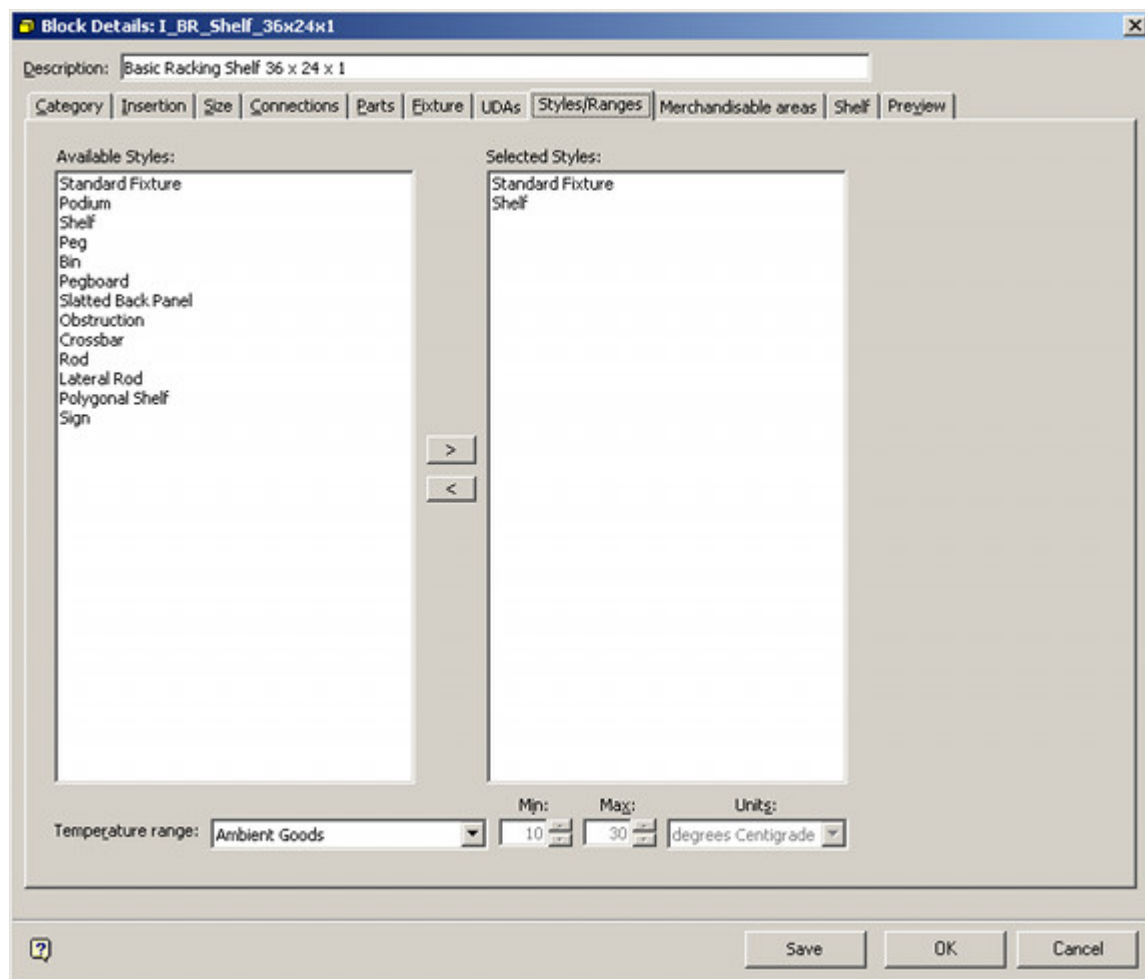 Block Details: I_BR_Shelf_36x24x1
Description: Basic Racking Shelf 36 x 24 x 1
Category Insertion Size Connections Parts Fixture UDAs Styles/Ranges Merchandisable areas Shelf Preview
Available Styles: Selected Styles:
Standard Fixture Standard Fixture
Podium Shelf
Shelf
Peg
Bin
Pegboard
Slatted Back Panel
Obstruction
Crossbar
Rod
Lateral Rod
Polygonal Shelf
Sign
>
<
Min: Max: Units:
Temperature range: Ambient Goods 10 30 degrees Centigrade
? Save OK Cancel